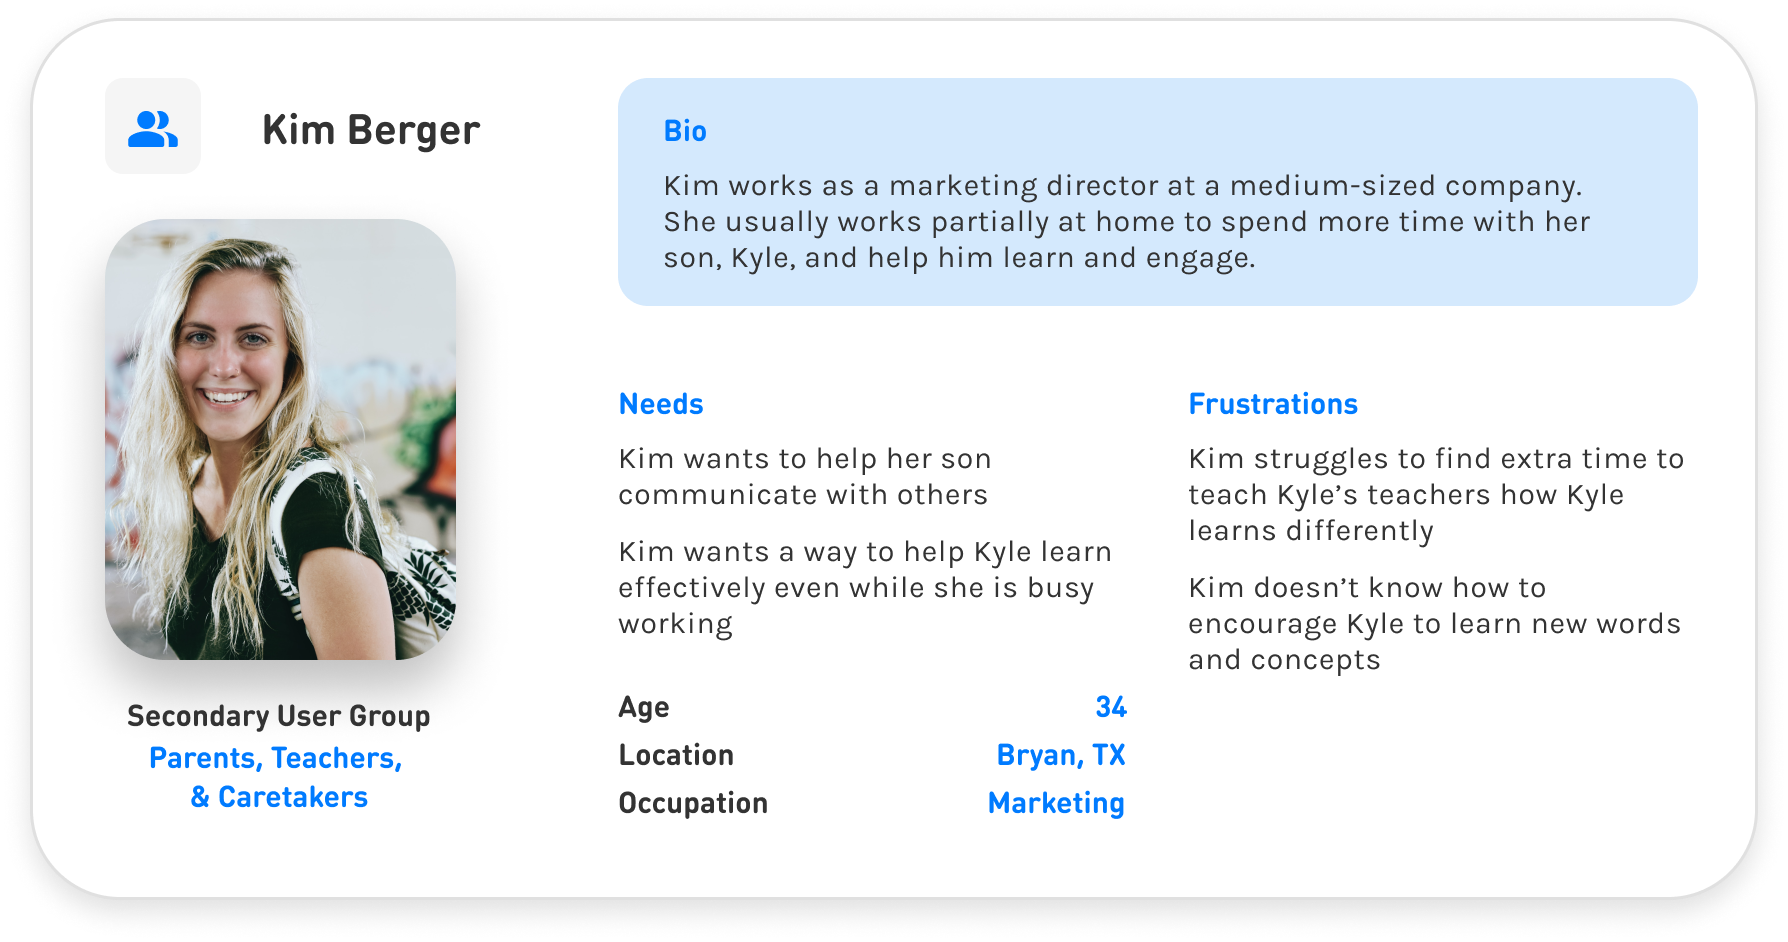 Kim Berger
Bio
Kim works as a marketing director at a medium-sized company.
She usually works partially at home to spend more time with her
son, Kyle, and help him learn and engage.
Needs
Kim wants to help her son
communicate with others
Kim wants a way to help Kyle learn
effectively even while she is busy
working
Frustrations
Kim struggles to find extra time to
teach Kyle’s teachers how Kyle
learns differently
Kim doesn’t know how to
encourage Kyle to learn new words
and concepts
Secondary User Group
Parents, Teachers,
& Caretakers
Age 34
Location Bryan, TX
Occupation Marketing